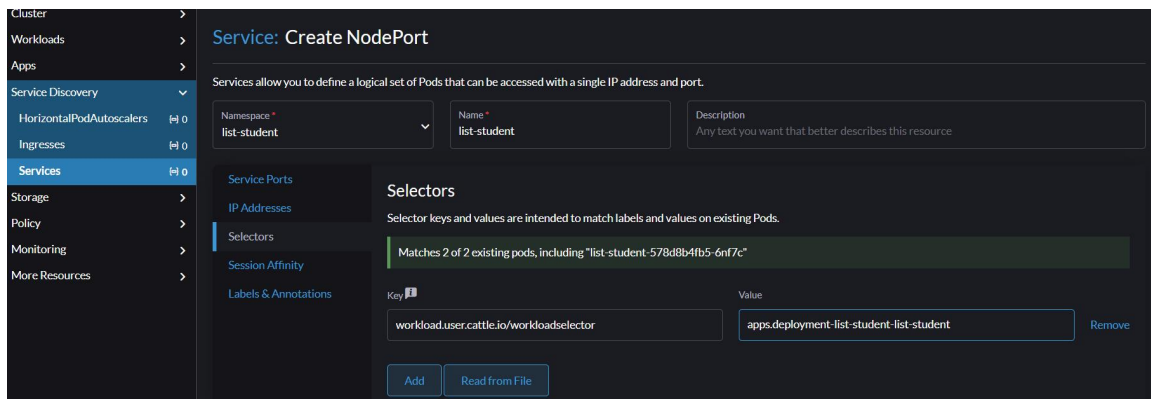 Cluster
Workloads
Apps
Service Discovery
HorizontalPodAutoscalers 0
Ingresses 0
Services 0
Storage
Policy
Monitoring
More Resources
Service: Create NodePort
Services allow you to define a logical set of Pods that can be accessed with a single IP address and port.
Namespace *
list-student
Name *
list-student
Description
Any text you want that better describes this resource
Service Ports
IP Addresses
Selectors
Session Affinity
Labels & Annotations
Selectors
Selector keys and values are intended to match labels and values on existing Pods.
Matches 2 of 2 existing pods, including "list-student-578d8b4fb5-6nf7c"
Key
Value
workload.user.cattle.io/workloadselector
apps.deployment-list-student-list-student
Remove
Add
Read from File